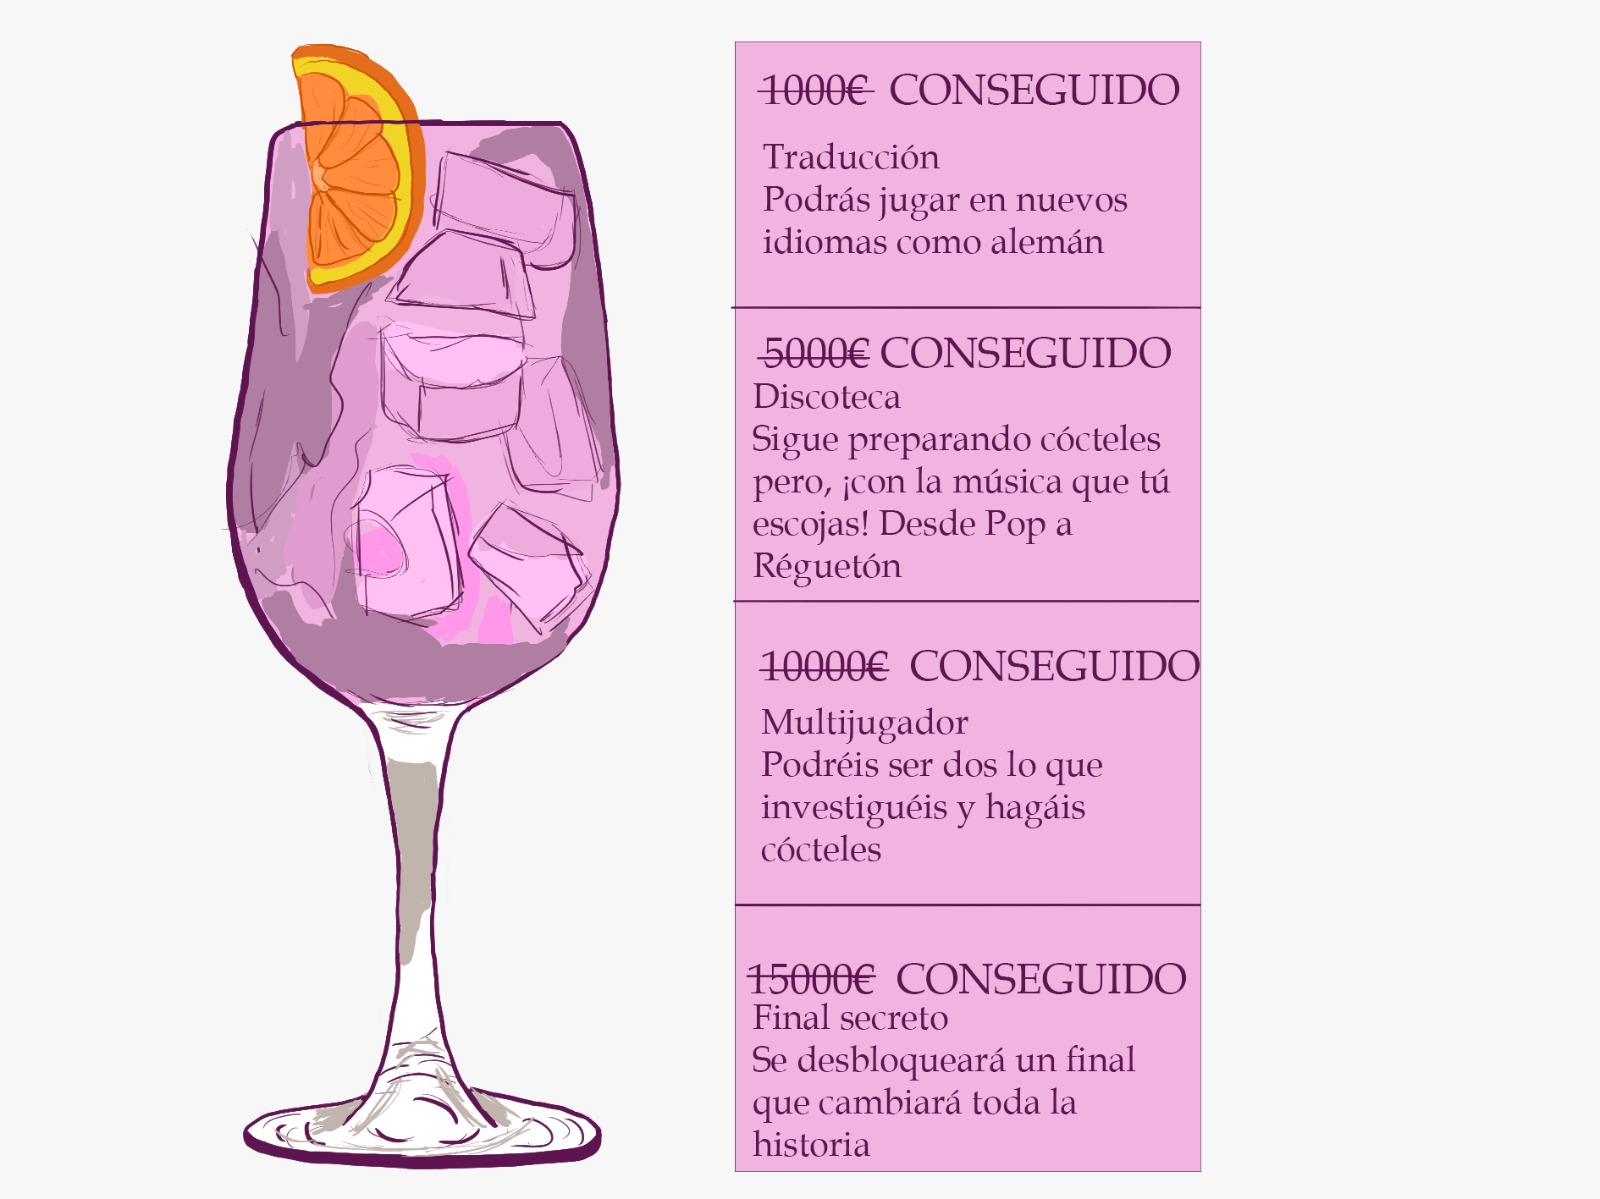 1000€ CONSEGUIDO
Traducción
Podrás jugar en nuevos
idiomas como alemán
5000€ CONSEGUIDO
Discoteca
Sigue preparando cócteles
pero, ¡con la música que tú
escojas! Desde Pop a
Réguetón
10000€ CONSEGUIDO
Multijugador
Podréis ser dos lo que
investiguéis y hagáis
cócteles
15000€ CONSEGUIDO
Final secreto
Se desbloqueará un final
que cambiará toda la
historia